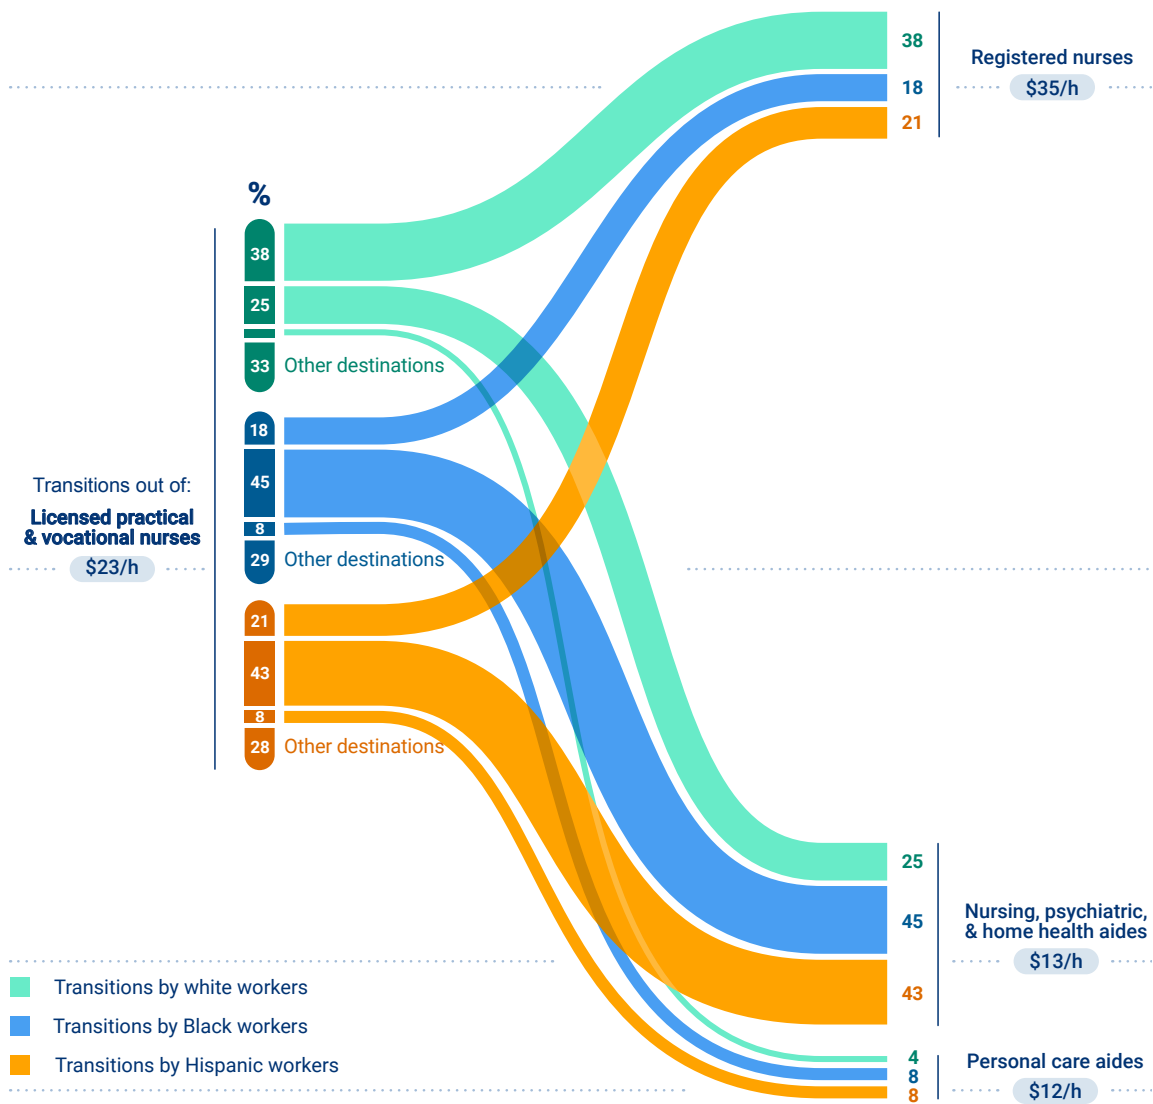 38
18
21
Registered nurses
$35/h
%
38
25
33
Other destinations
18
45
8
29
Other destinations
21
43
8
28
Other destinations
Transitions out of:
Licensed practical
& vocational nurses
$23/h
25
45
43
Nursing, psychiatric,
& home health aides
$13/h
4
8
8
Personal care aides
$12/h
Transitions by white workers
Transitions by Black workers
Transitions by Hispanic workers